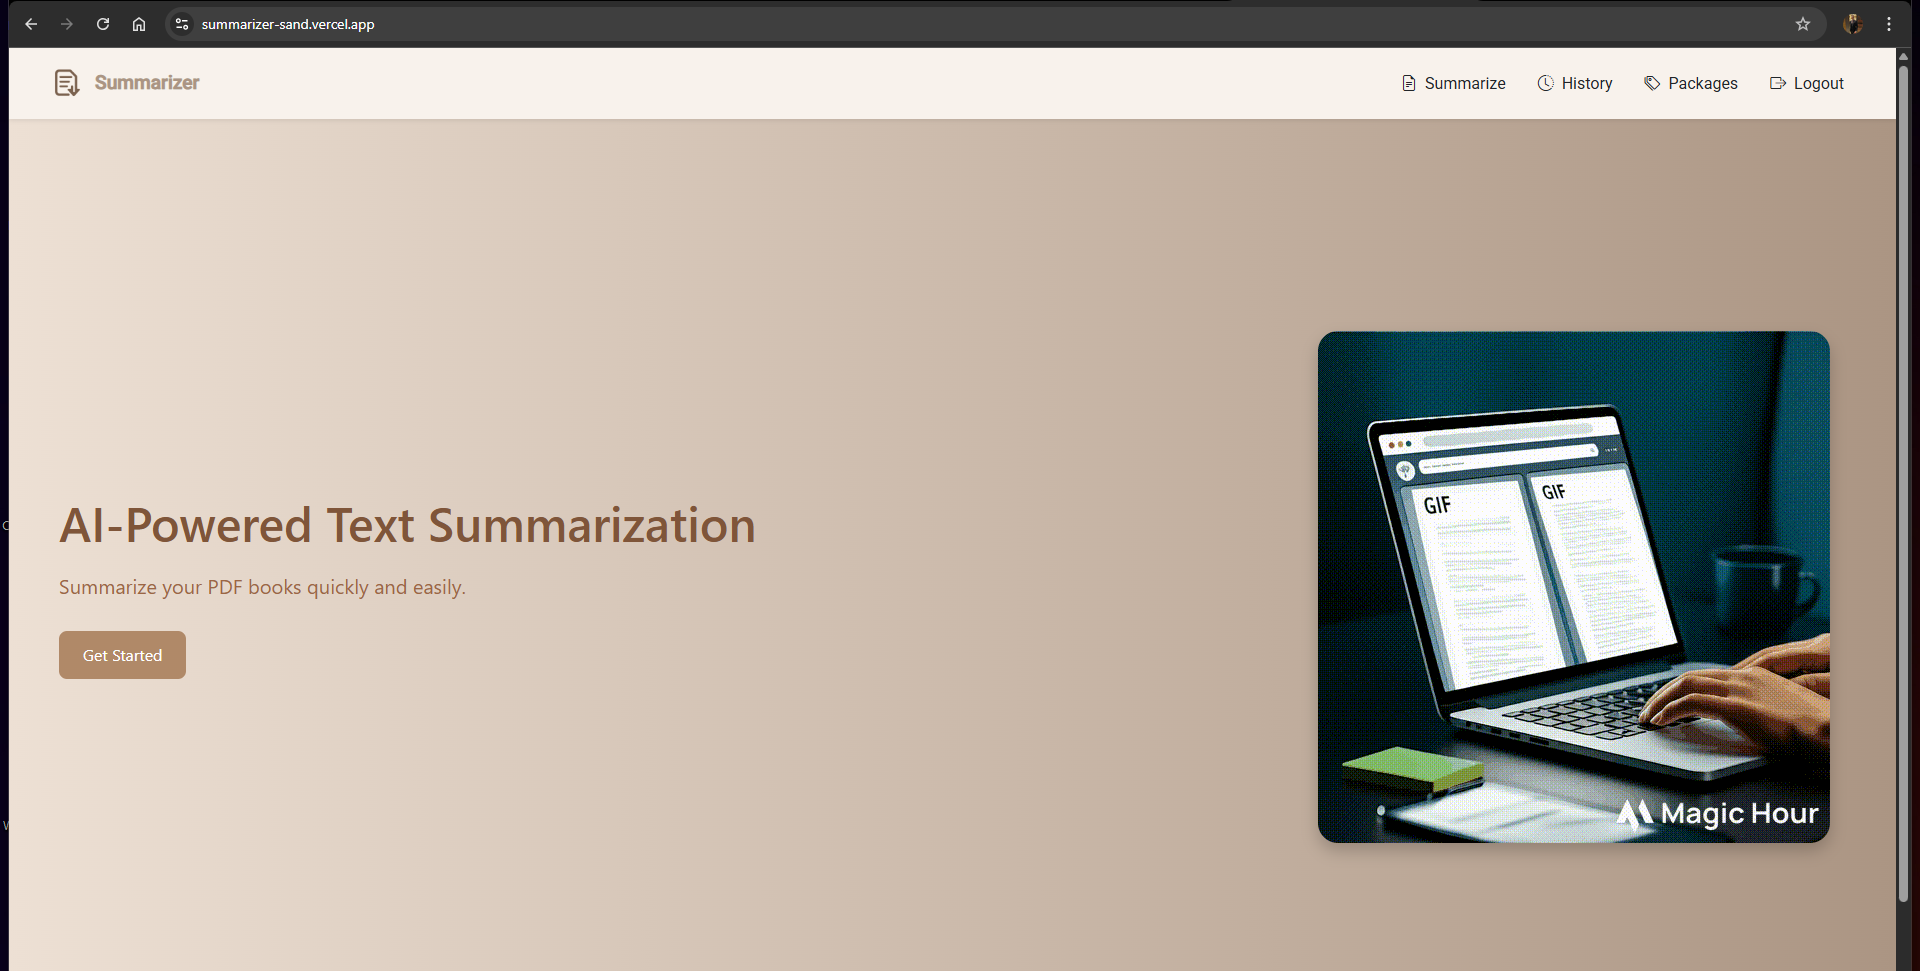 summarizer-sand.vercel.app
Summarizer
Summarize
History
Packages
Logout
AI-Powered Text Summarization
Summarize your PDF books quickly and easily.
Get Started
GIF
GIF
Magic Hour